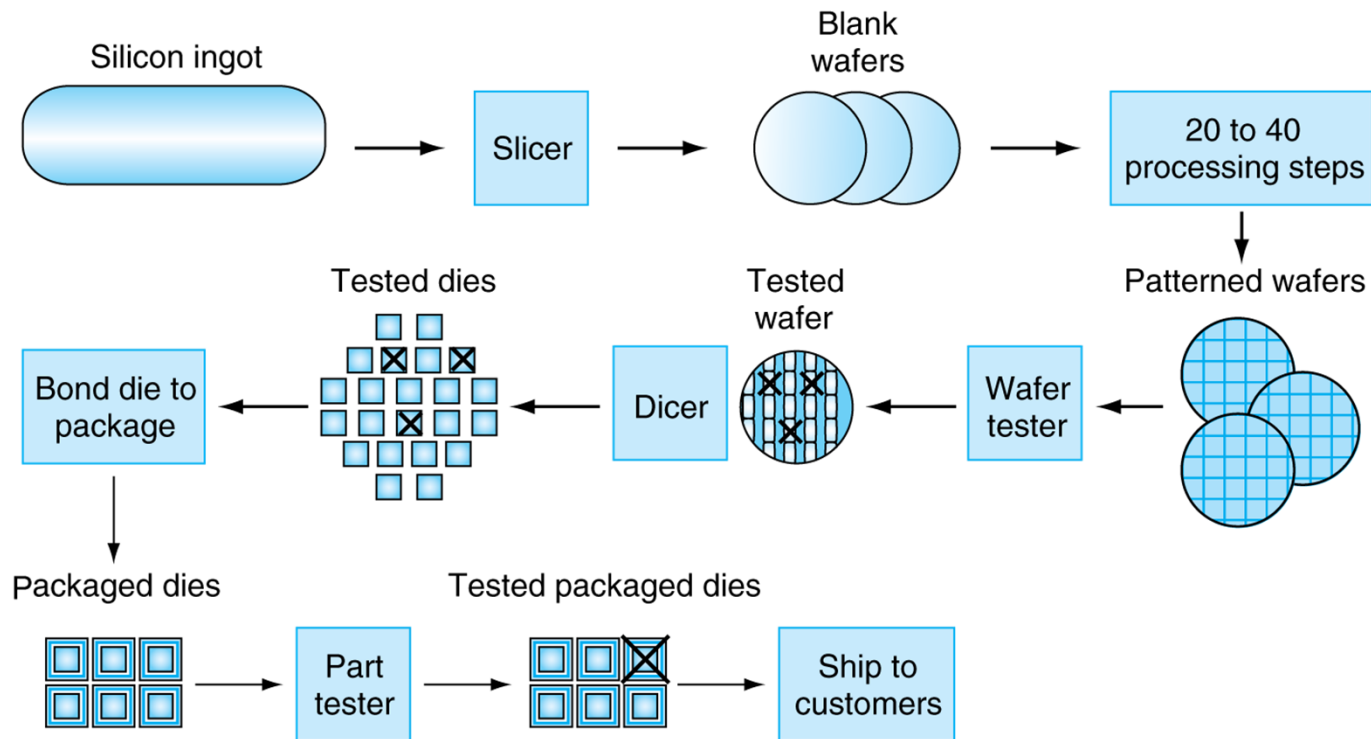 Silicon ingot
Slicer
Blank
wafers
20 to 40
processing steps
Patterned wafers
Wafer
tester
Tested
wafer
Dicer
Tested dies
Bond die to
package
Packaged dies
Part
tester
Tested packaged dies
Ship to
customers